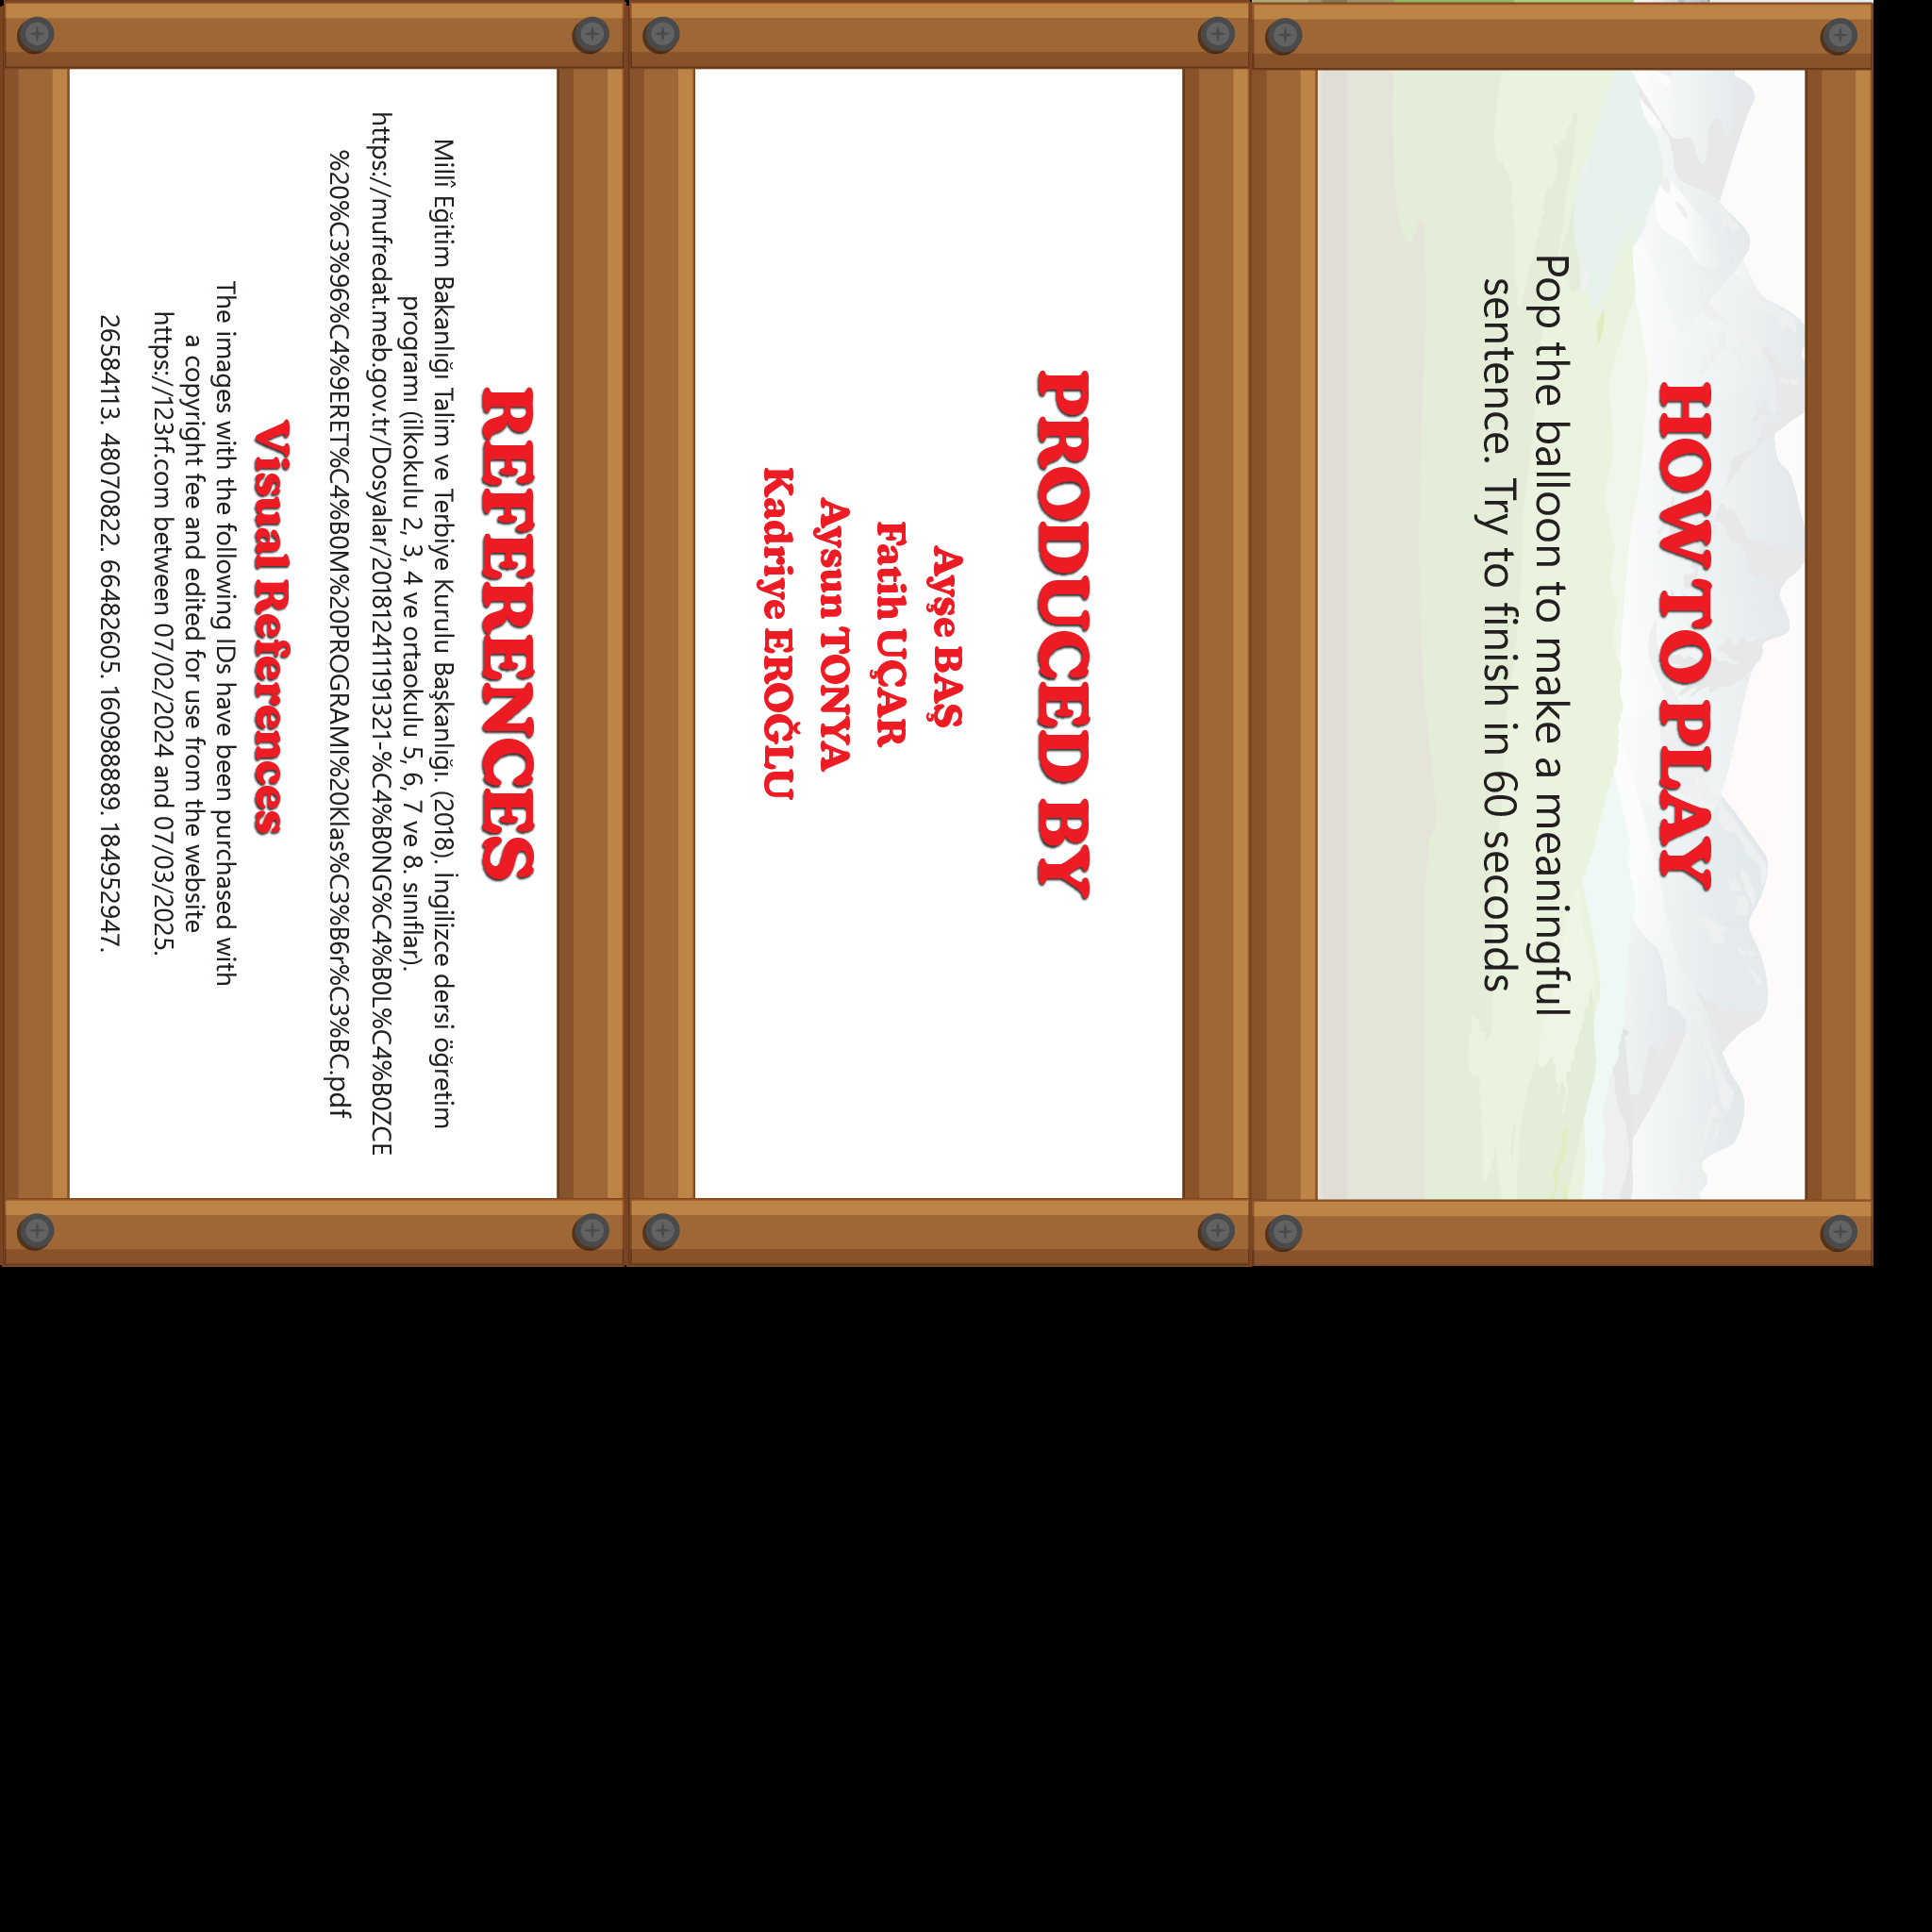 HOW TO PLAY
Pop the balloon to make a meaningful
sentence. Try to finish in 60 seconds
PRODUCED BY
Ayşe BAŞ
Fatih UÇAR
Aysun TONYA
Kadriye EROĞLU
REFERENCES
Millî Eğitim Bakanlığı Talim ve Terbiye Kurulu Başkanlığı. (2018). İngilizce dersi öğretim
programı (ilkokulu 2, 3, 4 ve ortaokulu 5, 6, 7 ve 8. sınıflar).
https://mufredat.meb.gov.tr/Dosyalar/201812411191321-%C4%B0NG%C4%B0L%C4%B0ZCE
%20%C3%96%C4%9ERET%C4%B0M%20PROGRAMI%20Klas%C3%B6r%C3%BC.pdf
Visual References
The images with the following IDs have been purchased with
a copyright fee and edited for use from the website
https://123rf.com between 07/02/2024 and 07/03/2025.
26584113. 48070822. 66482605. 160988889. 184952947.